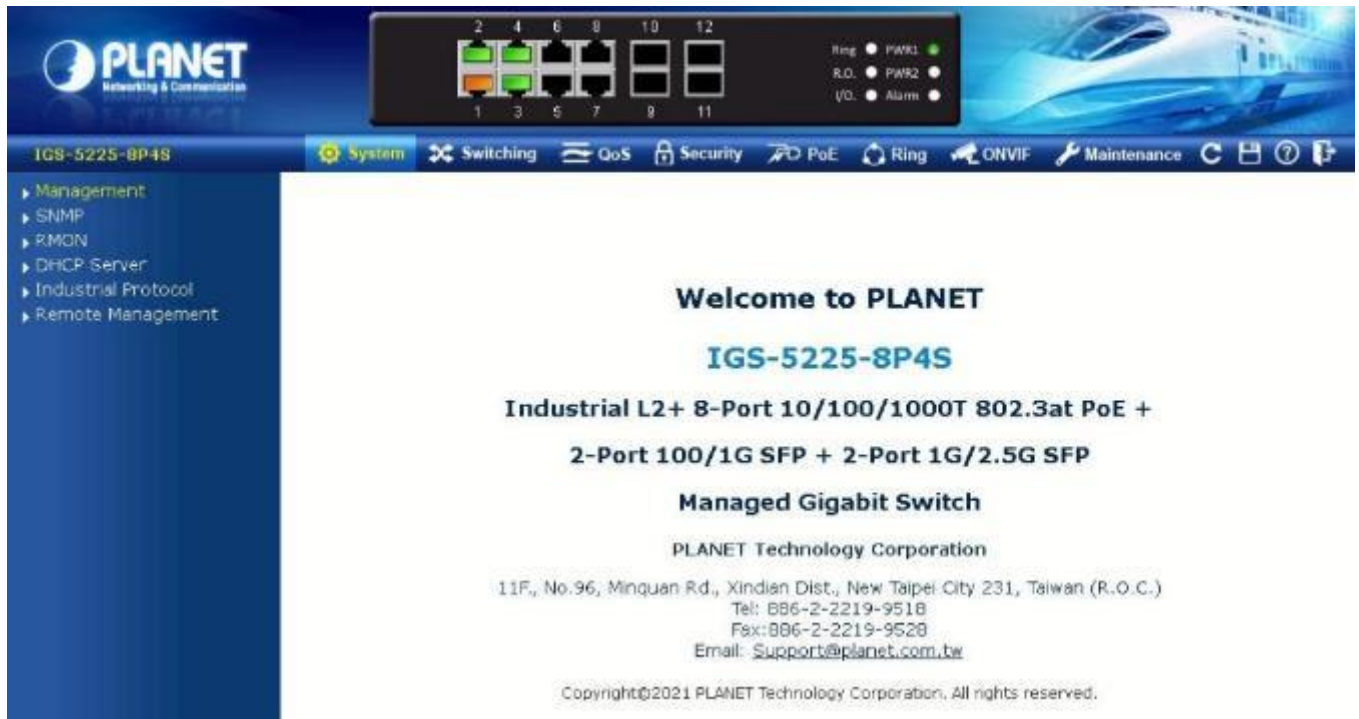 PLANET
Networking & Communication
2 4 6 8 10 12
1 3 5 7 9 11
Ring PWR1
R.O. PWR2
I/O. Alarm
IGS-5225-8P4S
System Switching QoS Security PoE Ring ONVIF Maintenance
Management
SNMP
RMON
DHCP Server
Industrial Protocol
Remote Management
Welcome to PLANET
IGS-5225-8P4S
Industrial L2+ 8-Port 10/100/1000T 802.3at PoE +
2-Port 100/1G SFP + 2-Port 1G/2.5G SFP
Managed Gigabit Switch
PLANET Technology Corporation
11F., No.96, Minquan Rd., Xindian Dist., New Taipei City 231, Taiwan (R.O.C.)
Tel: 886-2-2219-9518
Fax:886-2-2219-9528
Email: Support@planet.com.tw
Copyright©2021 PLANET Technology Corporation. All rights reserved.